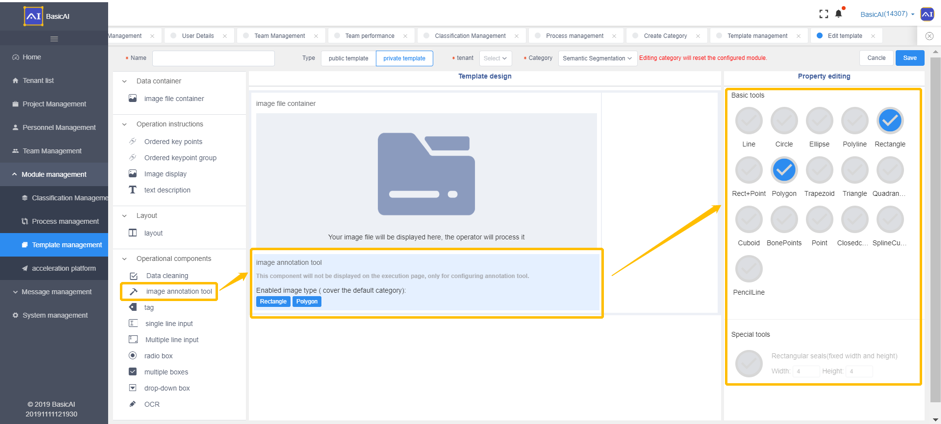 BasicAI
BasicAI(14307)
Management × User Details × Team Management × Team performance × Classification Management × Process management × Create Category × Template management × Edit template ×
* Name Type public template private template * tenant Select * Category Semantic Segmentation Editing category will reset the configured module. Cancle Save
Home
Tenant list
Project Management
Personnel Management
Team Management
Module management
Classification Manageme
Process management
Template management
acceleration platform
Message management
System management
© 2019 BasicAI
20191111121930
Data container
image file container
Operation instructions
Ordered key points
Ordered keypoint group
Image display
text description
Layout
layout
Operational components
Data cleaning
image annotation tool
tag
single line input
Multiple line input
radio box
multiple boxes
drop-down box
OCR
Template design
image file container
Your image file will be displayed here, the operator will process it
image annotation tool
This component will not be displayed on the execution page, only for configuring annotation tool.
Enabled image type ( cover the default category):
Rectangle Polygon
Property editing
Basic tools
Line Circle Ellipse Polyline Rectangle
Rect+Point Polygon Trapezoid Triangle Quadran...
Cuboid BonePoints Point Closedc... SplineCu...
PencilLine
Special tools
Rectangular seals(fixed width and height)
Width 4 Height 4